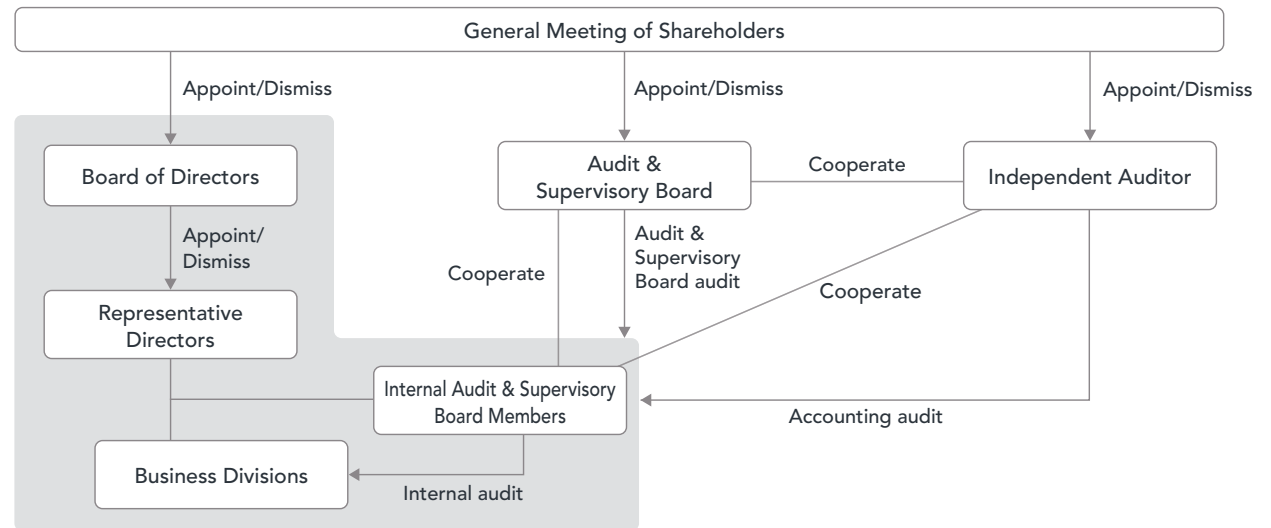 General Meeting of Shareholders
Appoint/Dismiss
Appoint/Dismiss
Appoint/Dismiss
Board of Directors
Audit &
Supervisory Board
Cooperate
Independent Auditor
Appoint/
Dismiss
Cooperate
Audit &
Supervisory
Board audit
Cooperate
Representative
Directors
Internal Audit & Supervisory
Board Members
Accounting audit
Business Divisions
Internal audit